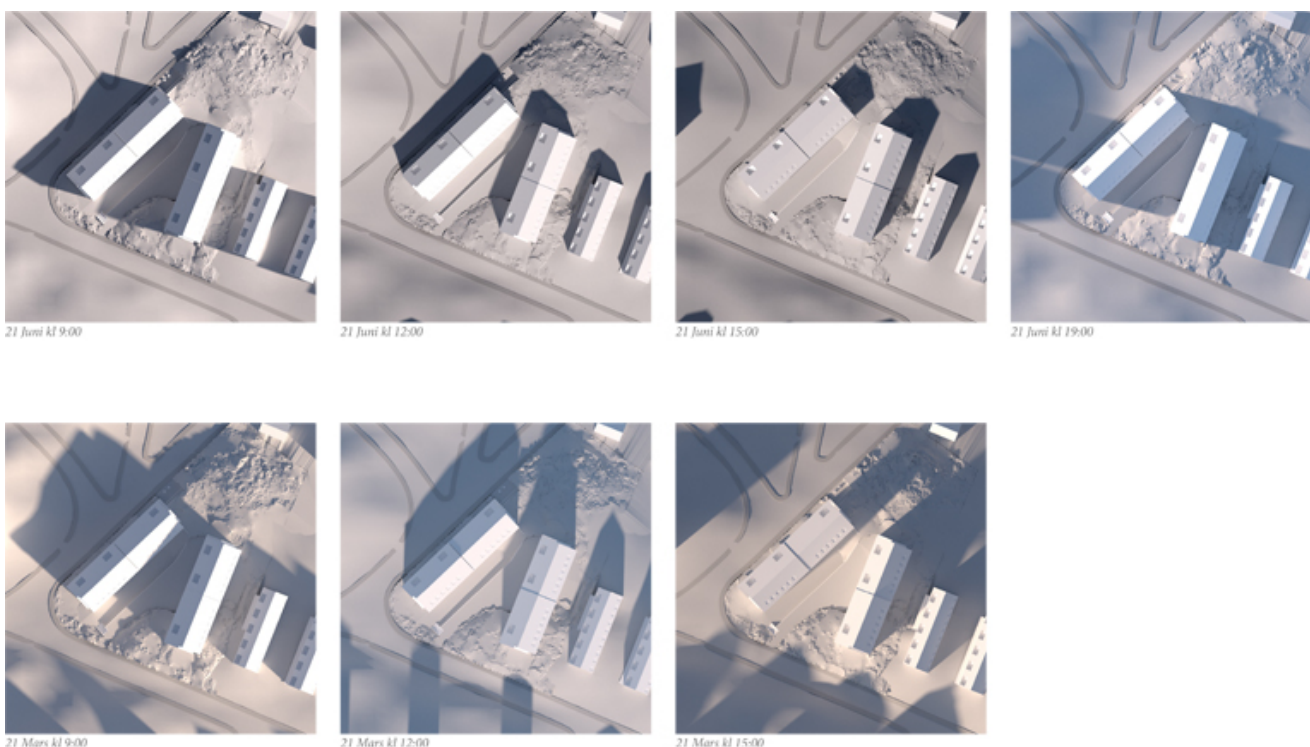 21 Juni kl 9:00
21 Juni kl 12:00
21 Juni kl 15:00
21 Juni kl 19:00
21 Mars kl 9:00
21 Mars kl 12:00
21 Mars kl 15:00